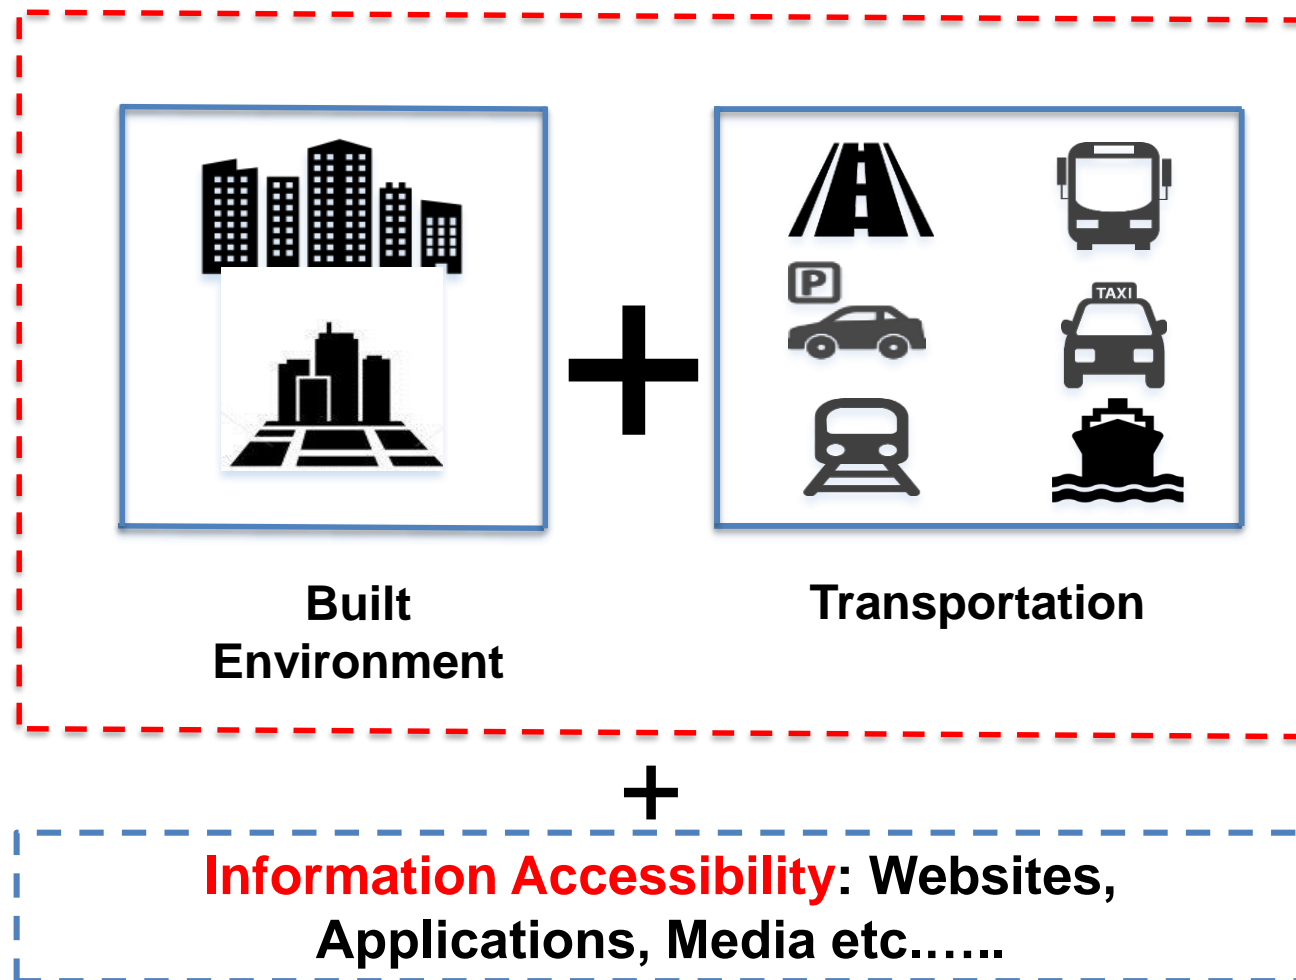 P
TAXI
Built
Environment
Transportation
Information Accessibility: Websites,
Applications, Media etc......